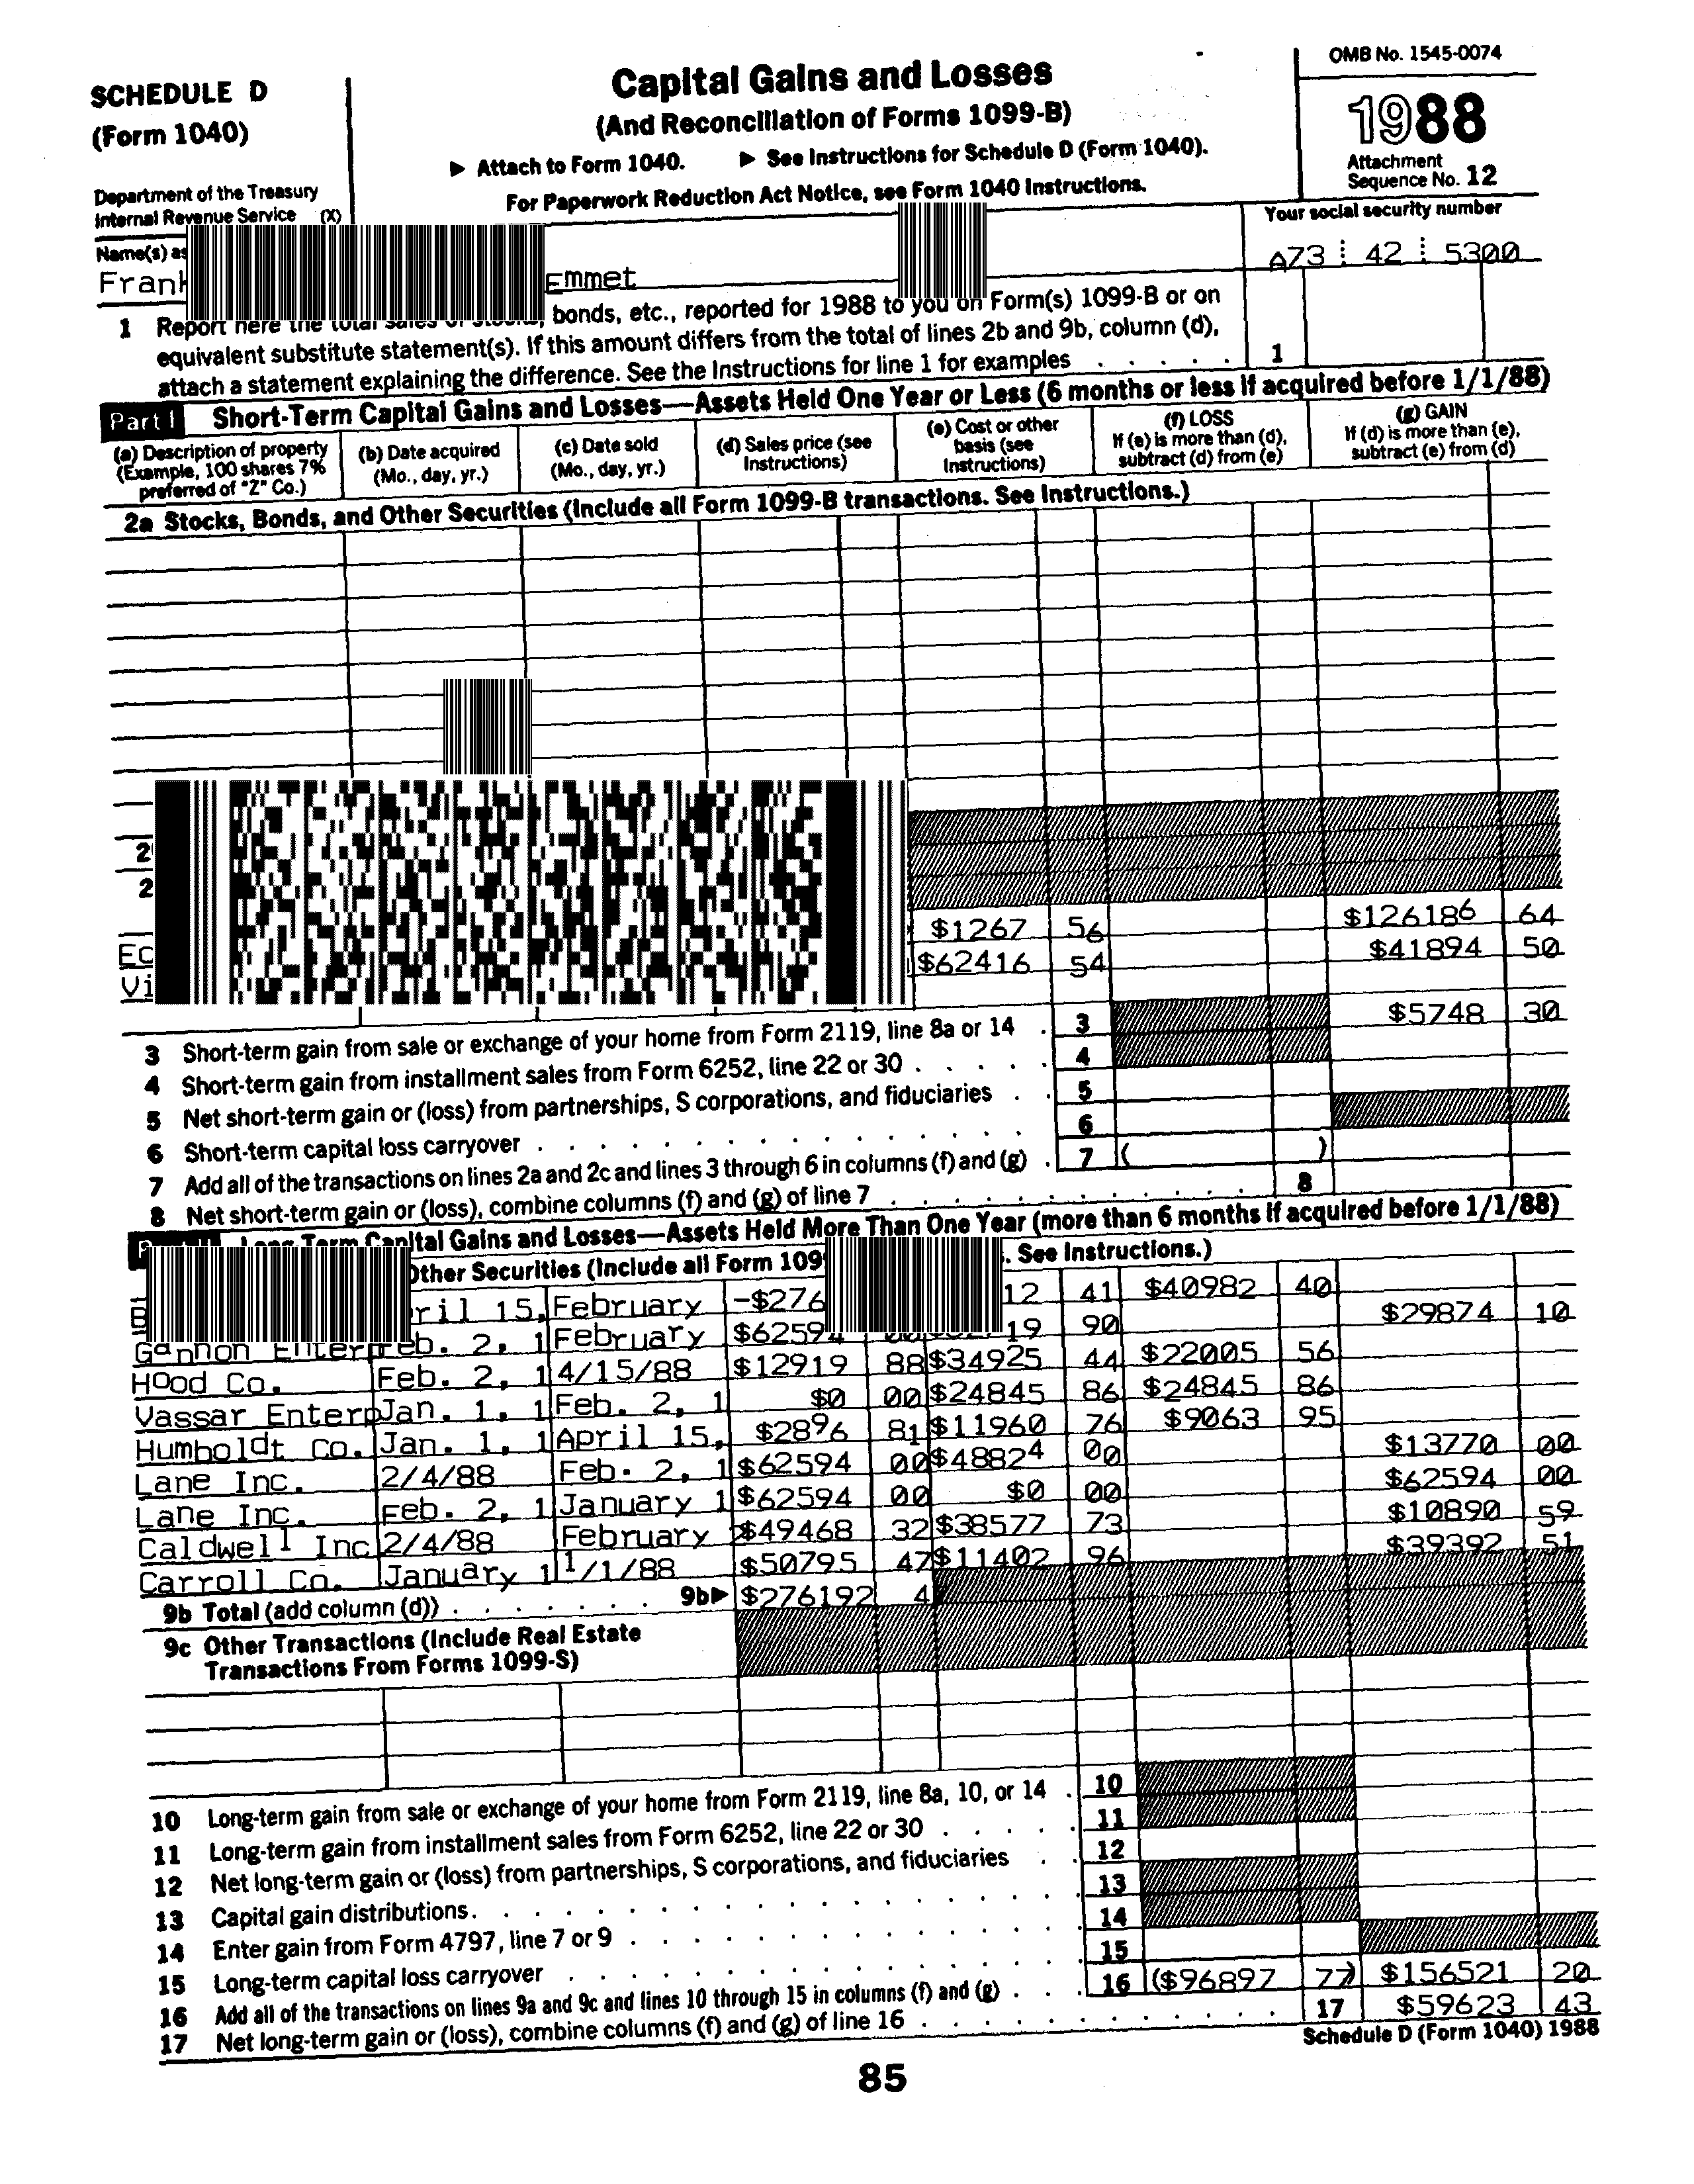 SCHEDULE D
(Form 1040)
Department of the Treasury
Internal Revenue Service (X)
Capital Gains and Losses
(And Reconciliation of Forms 1099-B)
▶ Attach to Form 1040. ▶ See Instructions for Schedule D (Form 1040).
For Paperwork Reduction Act Notice, see Form 1040 Instructions.
OMB No. 1545-0074
1988
Attachment
Sequence No. 12
Name(s) as
Frank Emmet
Your social security number
A73 42 5300
1 Report here the total sales of stocks, bonds, etc., reported for 1988 to you on Form(s) 1099-B or on
equivalent substitute statement(s). If this amount differs from the total of lines 2b and 9b, column (d),
attach a statement explaining the difference. See the Instructions for line 1 for examples . . . . . 1
Part I Short-Term Capital Gains and Losses—Assets Held One Year or Less (6 months or less if acquired before 1/1/88)
(a) Description of property
(Example, 100 shares 7%
preferred of "Z" Co.)
(b) Date acquired
(Mo., day, yr.)
(c) Date sold
(Mo., day, yr.)
(d) Sales price (see
Instructions)
(e) Cost or other
basis (see
Instructions)
(f) LOSS
If (e) is more than (d),
subtract (d) from (e)
(g) GAIN
If (d) is more than (e),
subtract (e) from (d)
2a Stocks, Bonds, and Other Securities (Include all Form 1099-B transactions. See Instructions.)
2
2
Ec $1267 56 $126186 64
Vi $62416 54 $41894 50
3 Short-term gain from sale or exchange of your home from Form 2119, line 8a or 14 . 3 $5748 30
4 Short-term gain from installment sales from Form 6252, line 22 or 30 . . . . . 4
5 Net short-term gain or (loss) from partnerships, S corporations, and fiduciaries . . 5
6 Short-term capital loss carryover . . . . . . . . . . . . . . . . 6
7 Add all of the transactions on lines 2a and 2c and lines 3 through 6 in columns (f) and (g) . 7 ( )
8 Net short-term gain or (loss), combine columns (f) and (g) of line 7 . . . . . . . . . . . 8
Long-Term Capital Gains and Losses—Assets Held More Than One Year (more than 6 months if acquired before 1/1/88)
Other Securities (Include all Form 109 . See Instructions.)
B ril 15, February -$276 12 41 $40982 40
Gannon Enterp Feb. 2, 1 February $62594 00 19 90 $29874 10
Hood Co. Feb. 2, 1 4/15/88 $12919 88 $34925 44 $22005 56
Vassar Enterp Jan. 1, 1 Feb. 2, 1 $0 00 $24845 86 $24845 86
Humboldt Co. Jan. 1, 1 April 15, $2896 81 $11960 76 $9063 95
Lane Inc. 2/4/88 Feb. 2, 1 $62594 00 $48824 00 $13770 00
Lane Inc. Feb. 2, 1 January 1 $62594 00 $0 00 $62594 00
Caldwell Inc 2/4/88 February 2 $49468 32 $38577 73 $10890 59
Carroll Co. January 1 1/1/88 $50795 47 $11402 96 $39392 51
9b Total (add column (d)) . . . . . . . 9b▶ $276192 4
9c Other Transactions (Include Real Estate
Transactions From Forms 1099-S)
10 Long-term gain from sale or exchange of your home from Form 2119, line 8a, 10, or 14 . 10
11 Long-term gain from installment sales from Form 6252, line 22 or 30 . . . . . 11
12 Net long-term gain or (loss) from partnerships, S corporations, and fiduciaries . . 12
13 Capital gain distributions. . . . . . . . . . . . . . . . . . 13
14 Enter gain from Form 4797, line 7 or 9 . . . . . . . . . . . . . 14
15 Long-term capital loss carryover . . . . . . . . . . . . . . . 15
16 Add all of the transactions on lines 9a and 9c and lines 10 through 15 in columns (f) and (g) . . . 16 ($96897 77) $156521 20
17 Net long-term gain or (loss), combine columns (f) and (g) of line 16 . . . . . . . . . . . 17 $59623 43
Schedule D (Form 1040) 1988
85